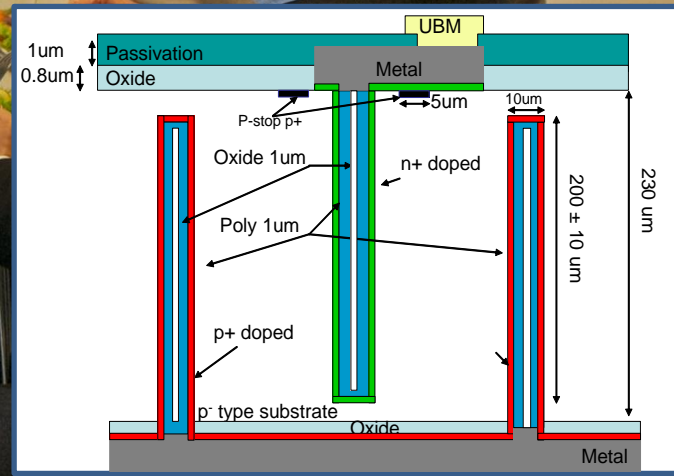 UBM
1um
Passivation
0.8um
Oxide
Metal
P-stop p+
5um
10um
Oxide 1um
n+ doped
Poly 1um
200 ± 10 um
230 um
p+ doped
p- type substrate
Oxide
Metal